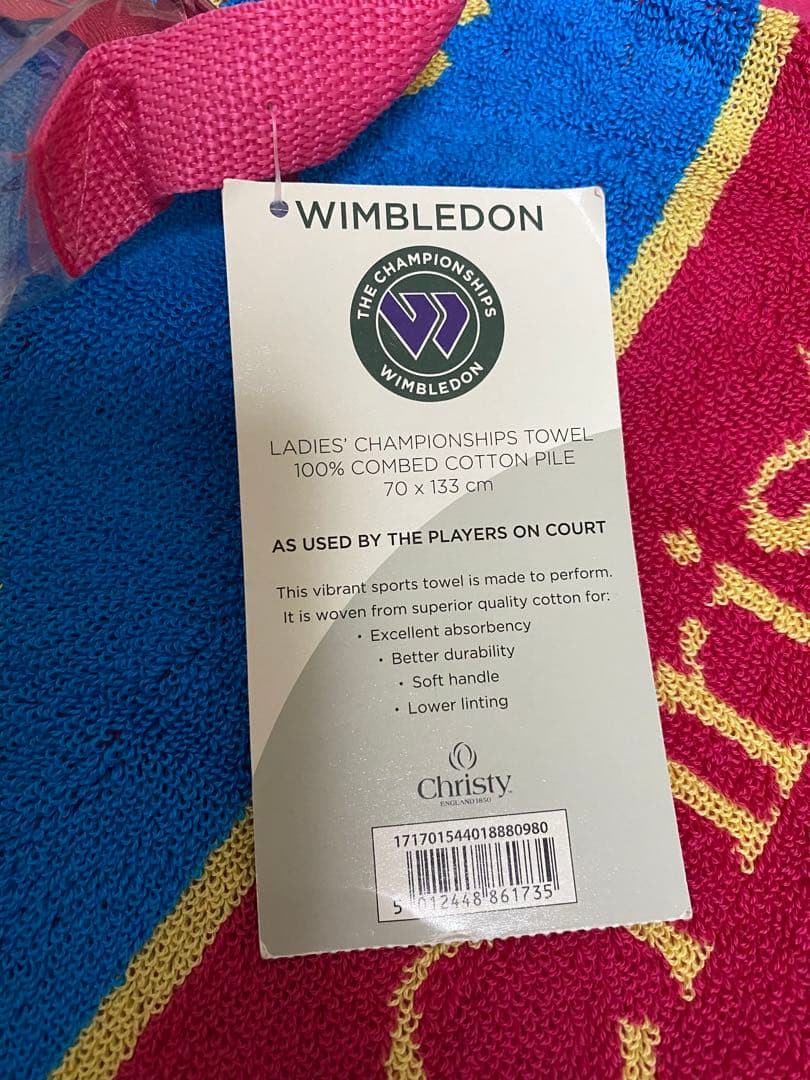 WIMBLEDON
THE CHAMPIONSHIPS
WIMBLEDON
LADIES' CHAMPIONSHIPS TOWEL
100% COMBED COTTON PILE
70 x 133 cm
AS USED BY THE PLAYERS ON COURT
This vibrant sports towel is made to perform.
It is woven from superior quality cotton for:
• Excellent absorbency
• Better durability
• Soft handle
• Lower linting
Christy
ENGLAND 1850
171701544018880980
5 012448 861735